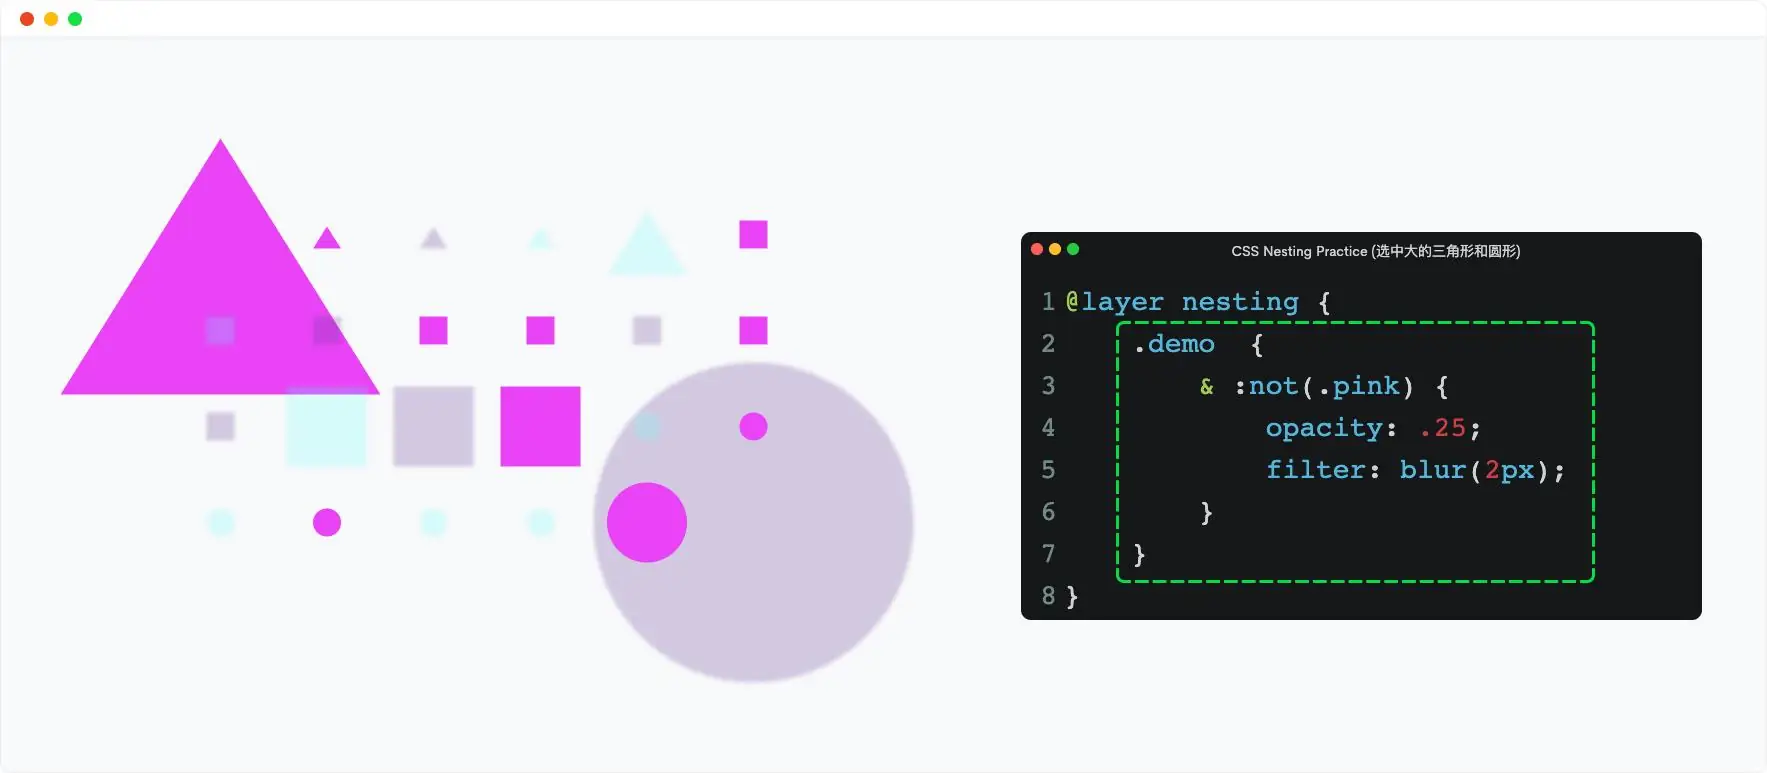 CSS Nesting Practice (选中大的三角形和圆形)
1 @layer nesting {
2 .demo {
3 & :not(.pink) {
4 opacity: .25;
5 filter: blur(2px);
6 }
7 }
8 }